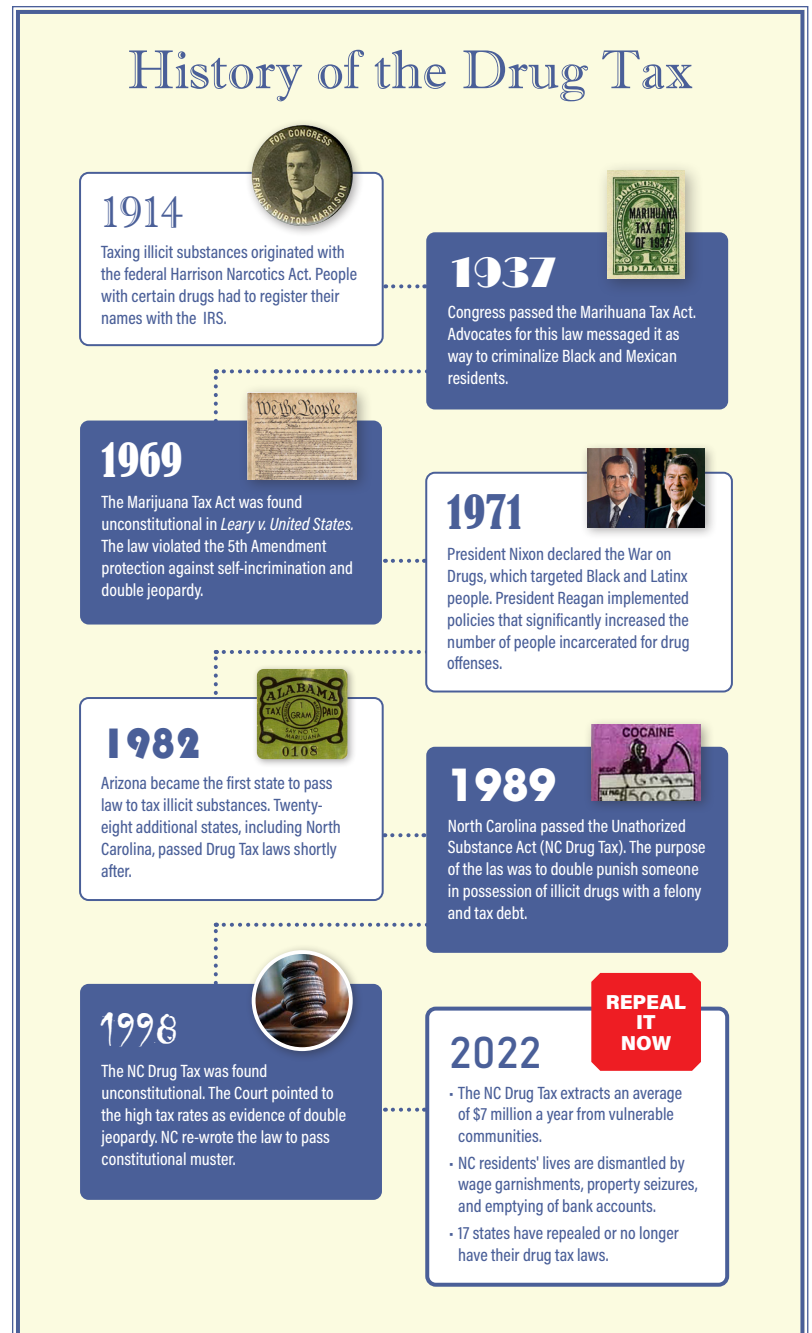 History of the Drug Tax
FOR CONGRESS
FRANCIS BURTON HARRISON
1914
Taxing illicit substances originated with
the federal Harrison Narcotics Act. People
with certain drugs had to register their
names with the IRS.
DOCUMENTARY
MARIHUANA
TAX ACT
OF 1937
1
DOLLAR
1937
Congress passed the Marihuana Tax Act.
Advocates for this law messaged it as
way to criminalize Black and Mexican
residents.
We the People
1969
The Marijuana Tax Act was found
unconstitutional in Leary v. United States.
The law violated the 5th Amendment
protection against self-incrimination and
double jeopardy.
1971
President Nixon declared the War on
Drugs, which targeted Black and Latinx
people. President Reagan implemented
policies that significantly increased the
number of people incarcerated for drug
offenses.
ALABAMA
TAX 1 GRAM PAID
SAY NO TO
MARIJUANA
0108
1982
Arizona became the first state to pass
law to tax illicit substances. Twenty-
eight additional states, including North
Carolina, passed Drug Tax laws shortly
after.
COCAINE
WEIGHT
1 Gram
TAX PAID
$50.00
1989
North Carolina passed the Unathorized
Substance Act (NC Drug Tax). The purpose
of the las was to double punish someone
in possession of illicit drugs with a felony
and tax debt.
1998
The NC Drug Tax was found
unconstitutional. The Court pointed to
the high tax rates as evidence of double
jeopardy. NC re-wrote the law to pass
constitutional muster.
REPEAL
IT
NOW
2022
• The NC Drug Tax extracts an average
of $7 million a year from vulnerable
communities.
• NC residents' lives are dismantled by
wage garnishments, property seizures,
and emptying of bank accounts.
• 17 states have repealed or no longer
have their drug tax laws.